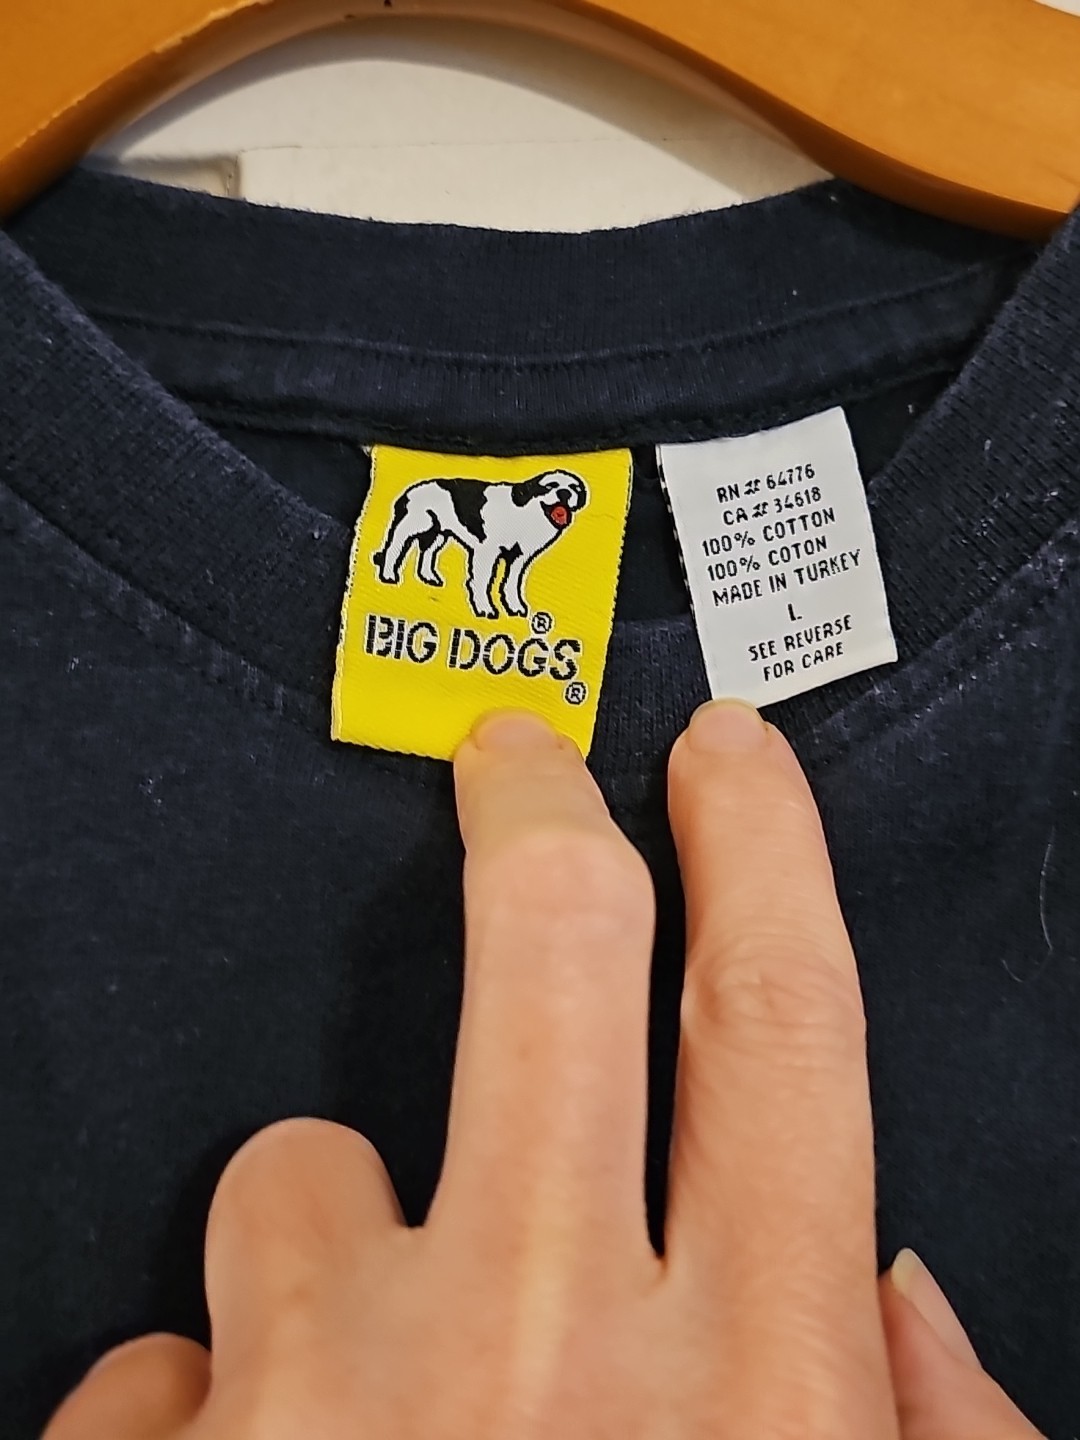 BIG DOGS®
®
RN # 64776
CA # 34618
100% COTTON
100% COTON
MADE IN TURKEY
L
SEE REVERSE
FOR CARE